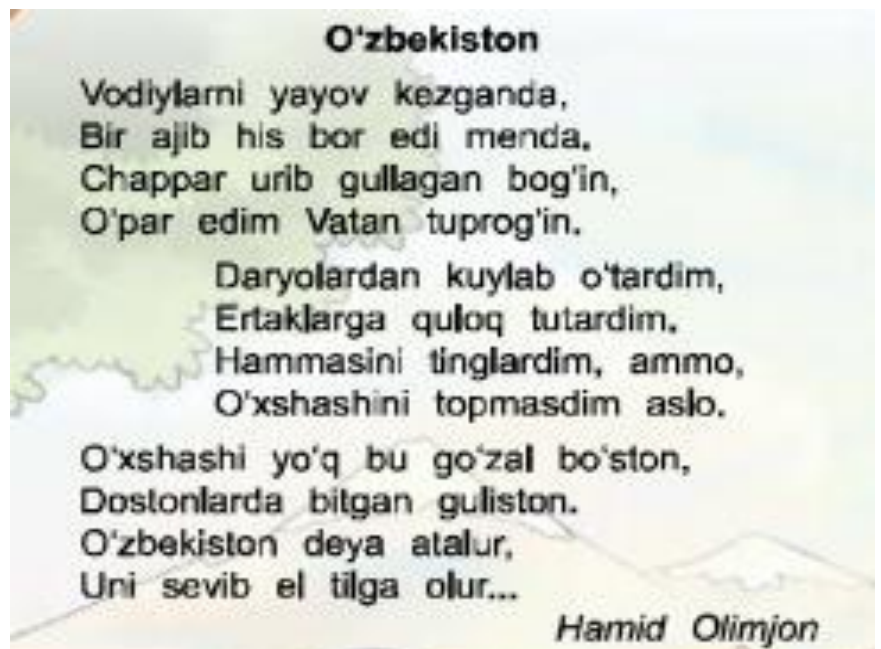 O‘zbekiston
Vodiylarni yayov kezganda,
Bir ajib his bor edi menda.
Chappar urib gullagan bog'in,
O'par edim Vatan tuprog'in.
Daryolardan kuylab o‘tardim,
Ertaklarga quloq tutardim.
Hammasini tinglardim, ammo,
O'xshashini topmasdim aslo.
O‘xshashi yo‘q bu go‘zal bo‘ston,
Dostonlarda bitgan guliston.
O‘zbekiston deya atalur,
Uni sevib el tilga olur...
Hamid Olimjon